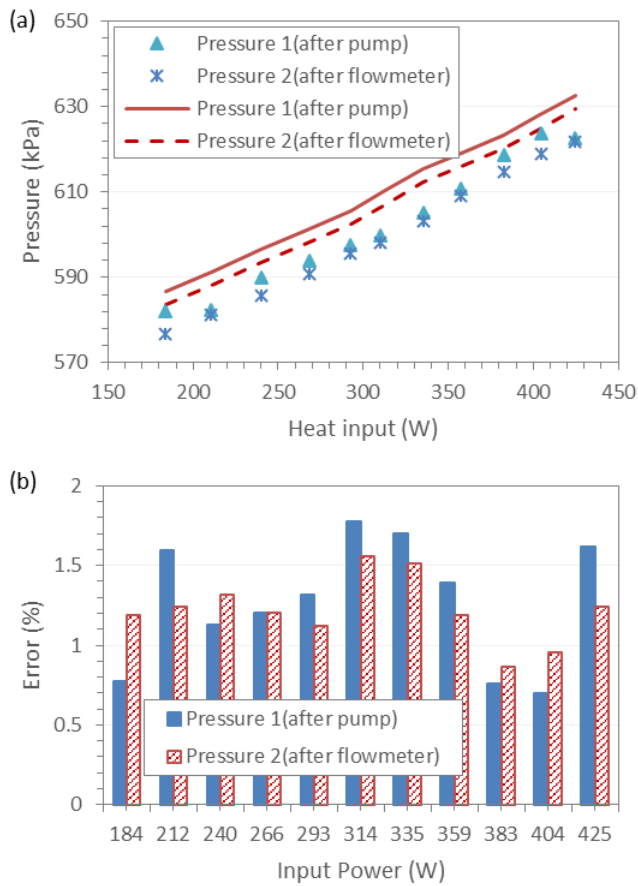 (a)
650
630
610
590
570
Pressure (kPa)
Pressure 1(after pump)
Pressure 2(after flowmeter)
Pressure 1(after pump)
Pressure 2(after flowmeter)
150 200 250 300 350 400 450
Heat input (W)
(b)
2
1.5
1
0.5
0
Error (%)
Pressure 1(after pump)
Pressure 2(after flowmeter)
184 212 240 266 293 314 335 359 383 404 425
Input Power (W)